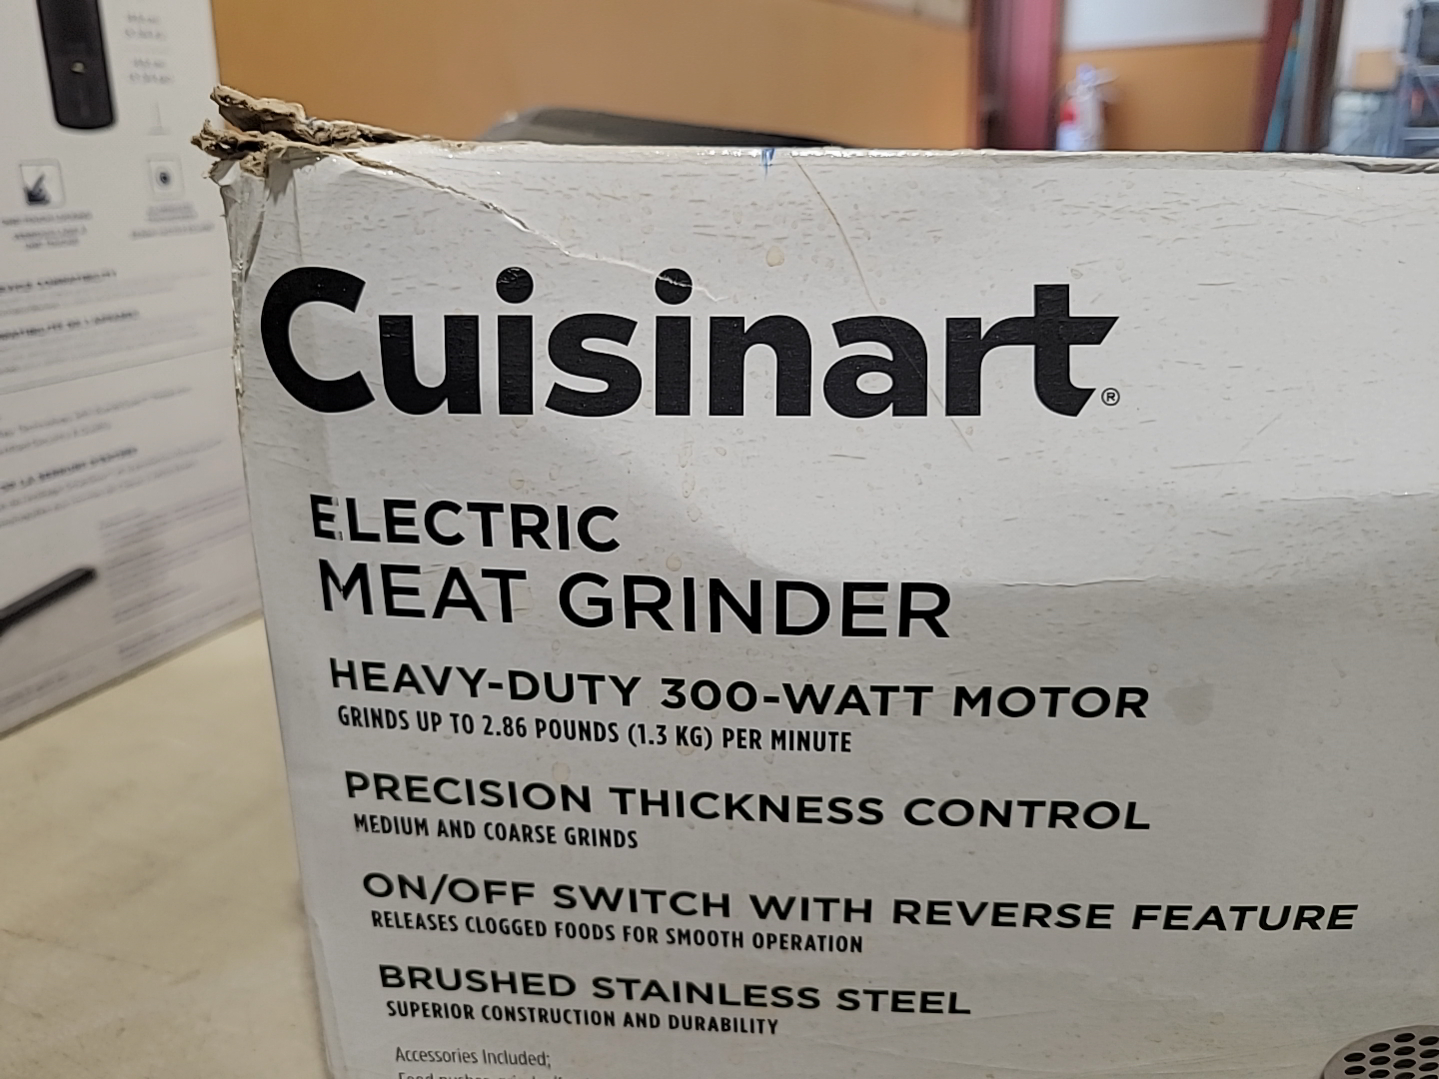 Cuisinart®
ELECTRIC
MEAT GRINDER
HEAVY-DUTY 300-WATT MOTOR
GRINDS UP TO 2.86 POUNDS (1.3 KG) PER MINUTE
PRECISION THICKNESS CONTROL
MEDIUM AND COARSE GRINDS
ON/OFF SWITCH WITH REVERSE FEATURE
RELEASES CLOGGED FOODS FOR SMOOTH OPERATION
BRUSHED STAINLESS STEEL
SUPERIOR CONSTRUCTION AND DURABILITY
Accessories Included;